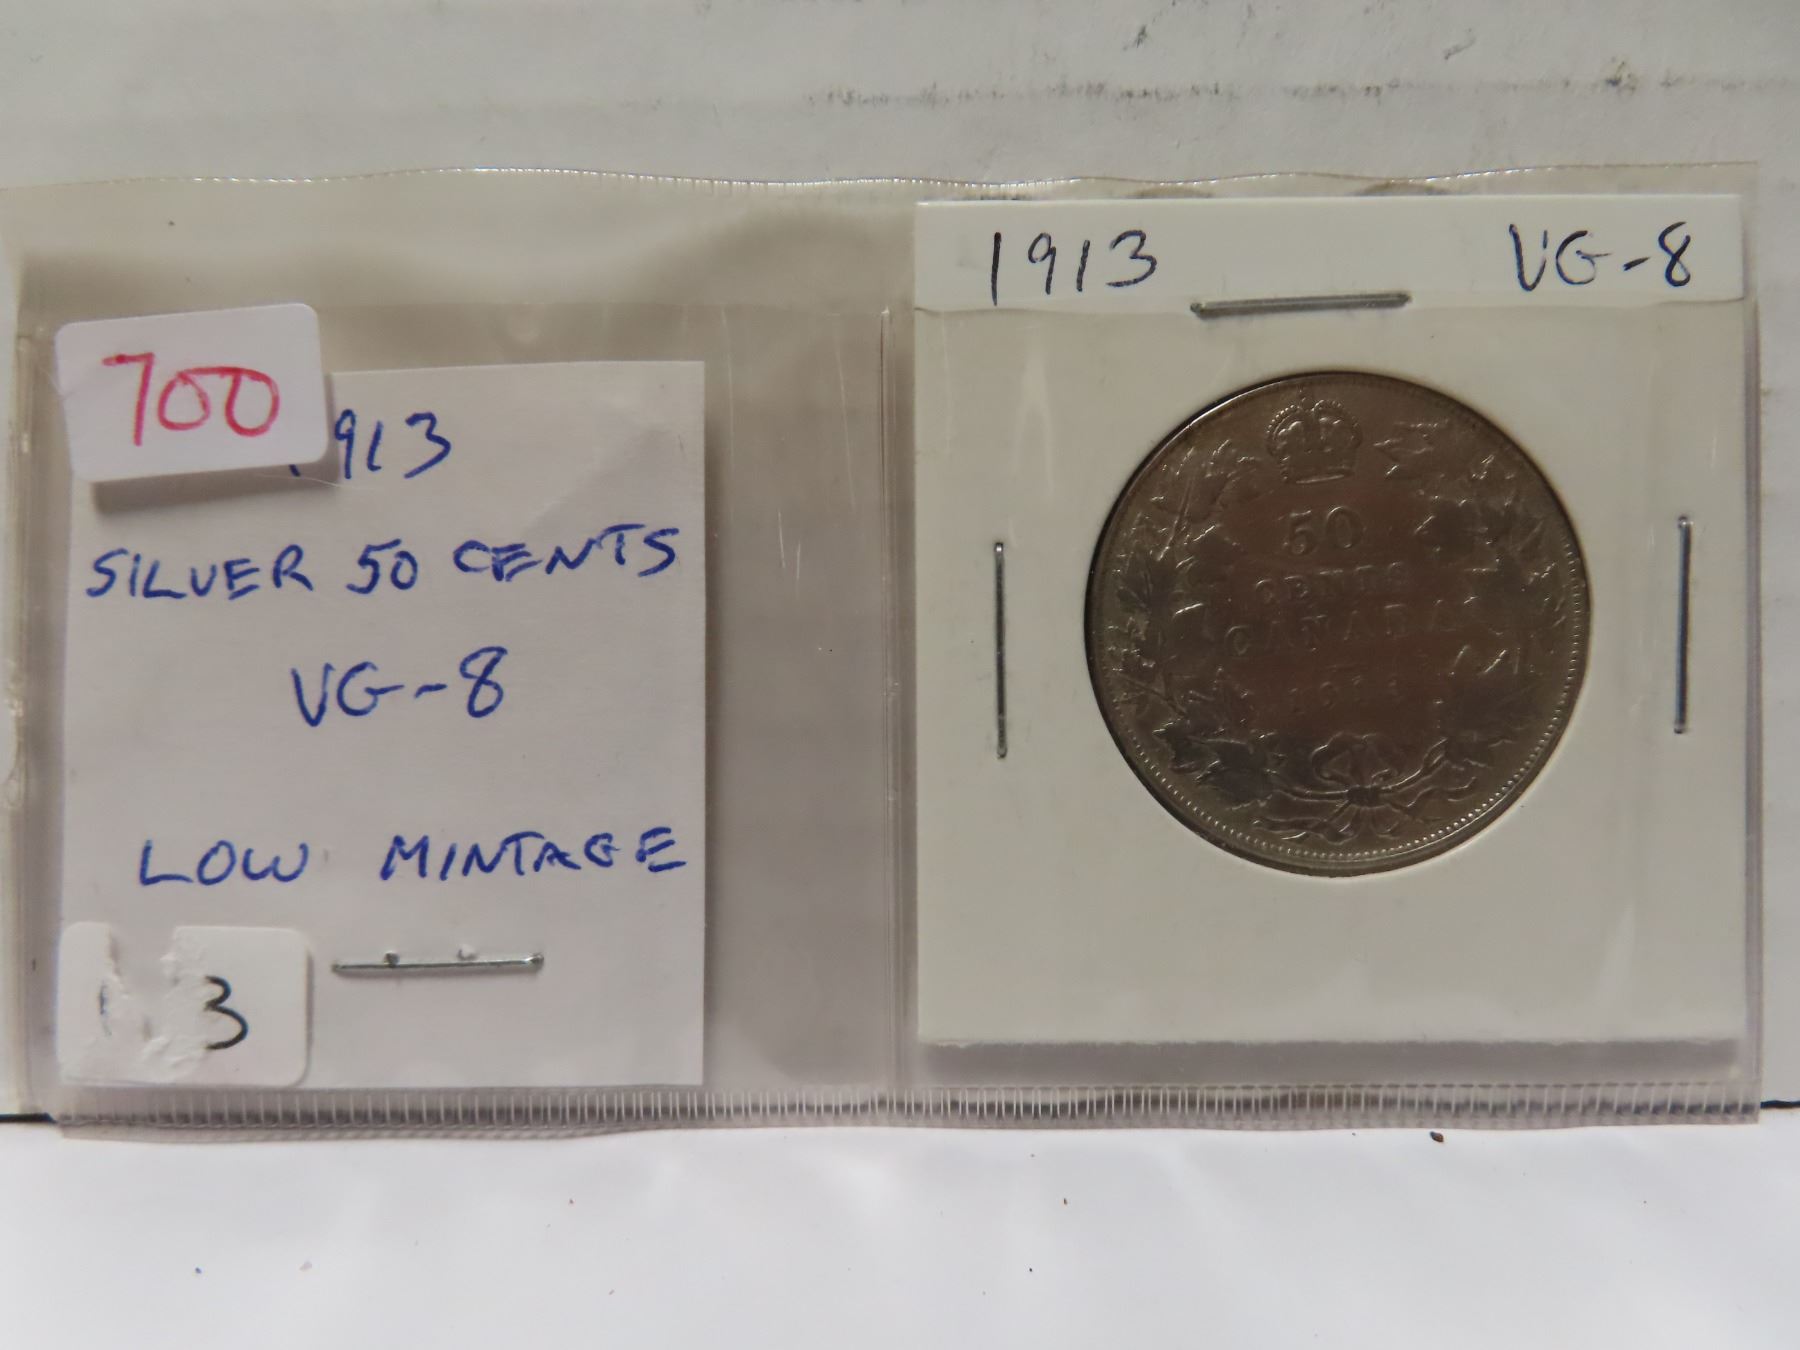 700
1913
SILVER 50 CENTS
VG-8
LOW MINTAGE
3
1913 VG-8
50
CENTS
CANADA